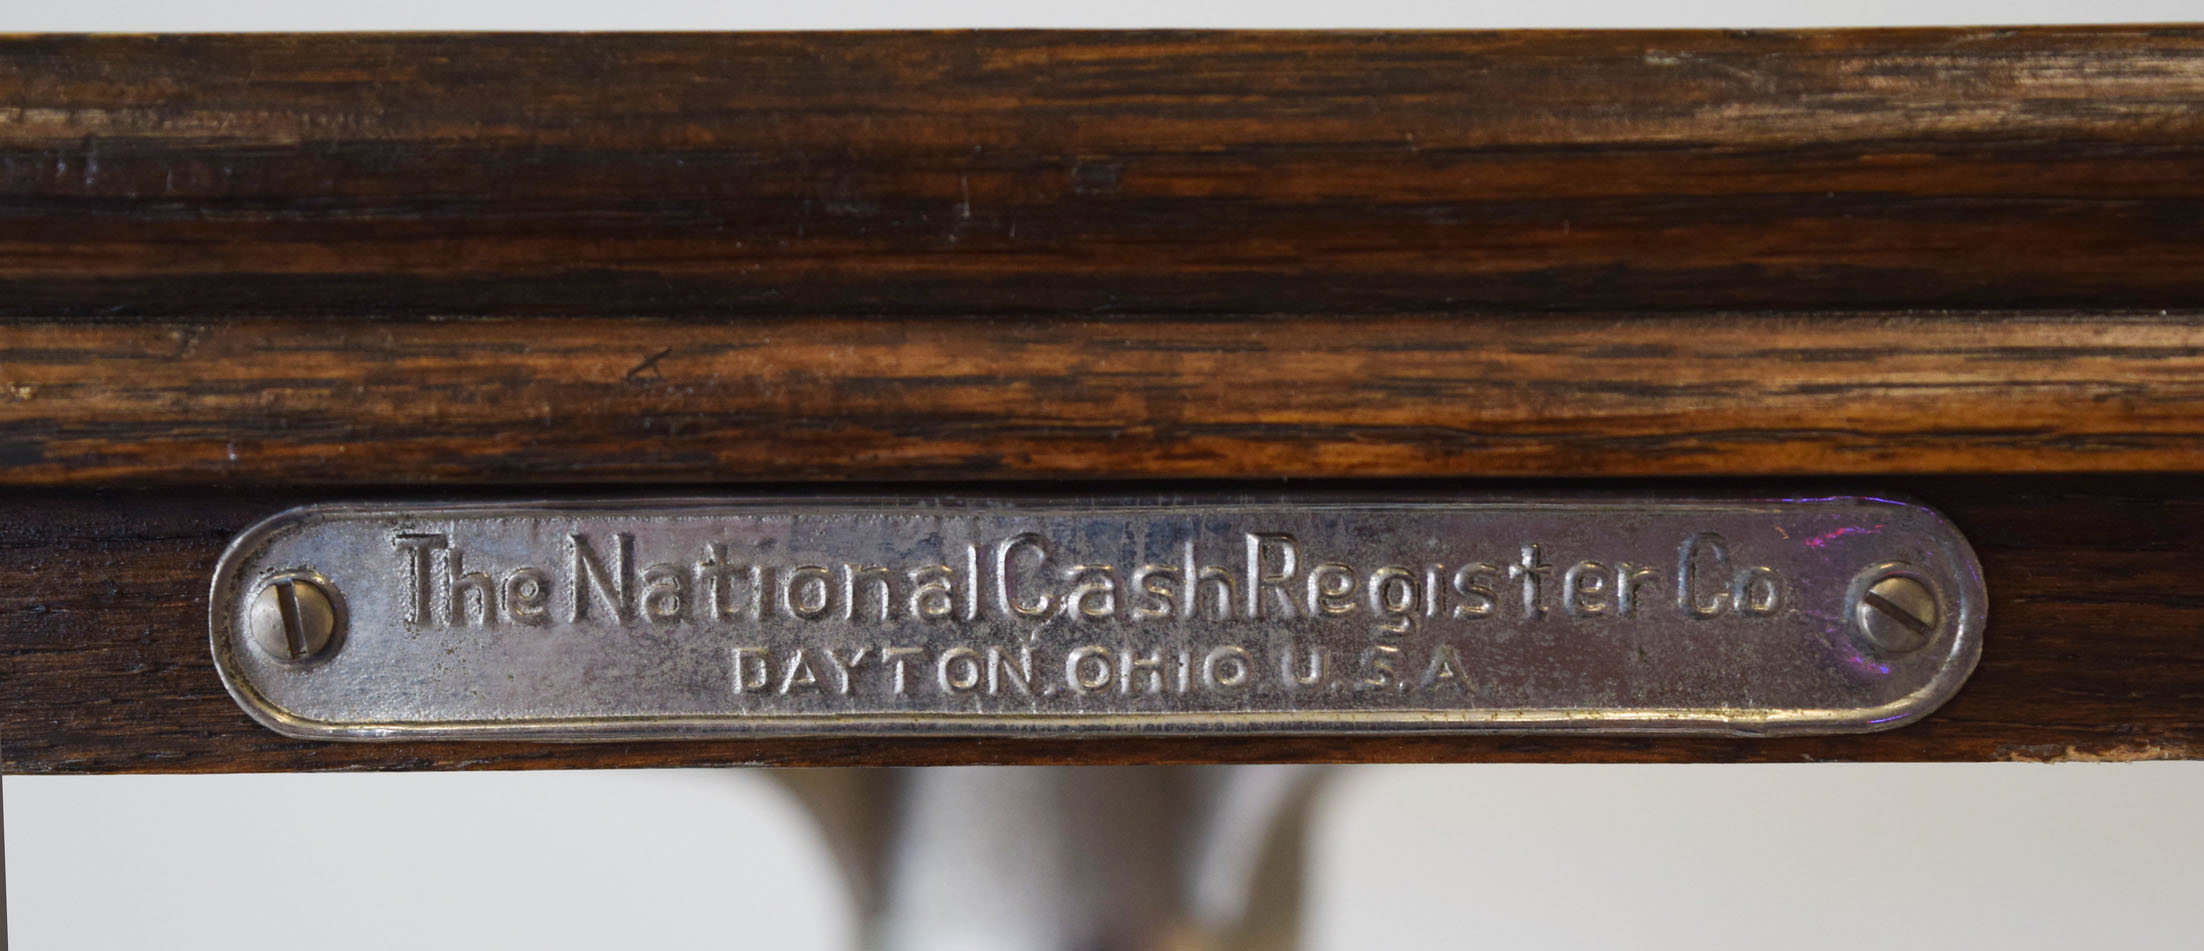 The National Cash Register Co
DAYTON, OHIO U.S.A.